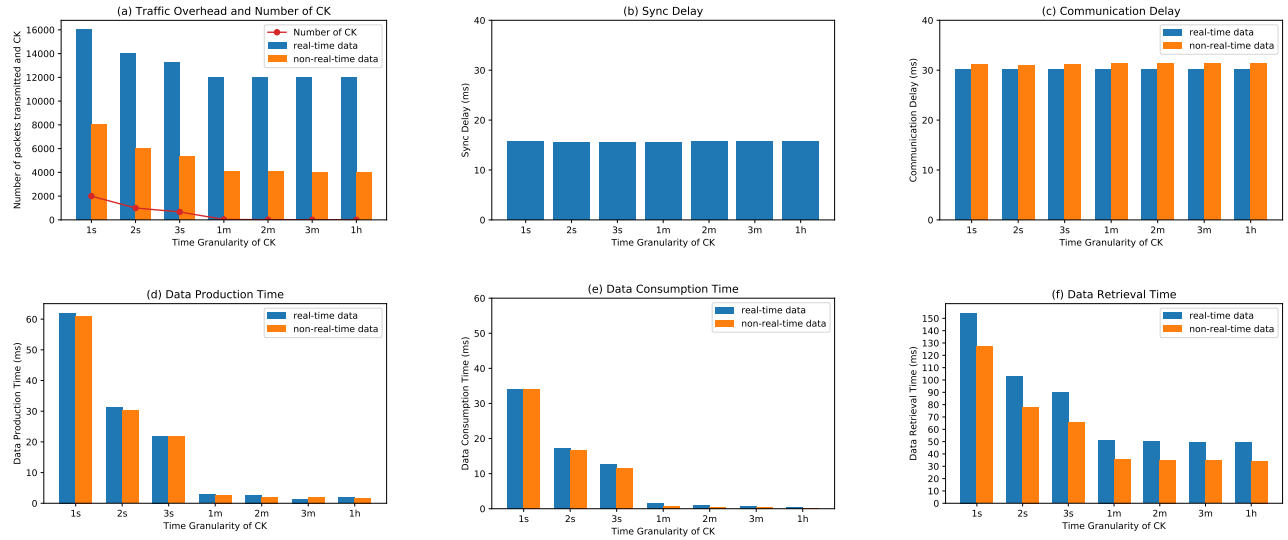 (a) Traffic Overhead and Number of CK
Number of packets transmitted and CK
16000
14000
12000
10000
8000
6000
4000
2000
0
Number of CK
real-time data
non-real-time data
1s 2s 3s 1m 2m 3m 1h
Time Granularity of CK
(b) Sync Delay
Sync Delay (ms)
60
40
20
0
1s 2s 3s 1m 2m 3m 1h
Time Granularity of CK
(c) Communication Delay
Communication Delay (ms)
40
30
20
10
0
real-time data
non-real-time data
1s 2s 3s 1m 2m 3m 1h
Time Granularity of CK
(d) Data Production Time
Data Production Time (ms)
60
50
40
30
20
10
0
real-time data
non-real-time data
1s 2s 3s 1m 2m 3m 1h
Time Granularity of CK
(e) Data Consumption Time
Data Consumption Time (ms)
60
50
40
30
20
10
0
real-time data
non-real-time data
1s 2s 3s 1m 2m 3m 1h
Time Granularity of CK
(f) Data Retrieval Time
Data Retrieval Time (ms)
150
140
130
120
110
100
90
80
70
60
50
40
30
20
10
0
real-time data
non-real-time data
1s 2s 3s 1m 2m 3m 1h
Time Granularity of CK